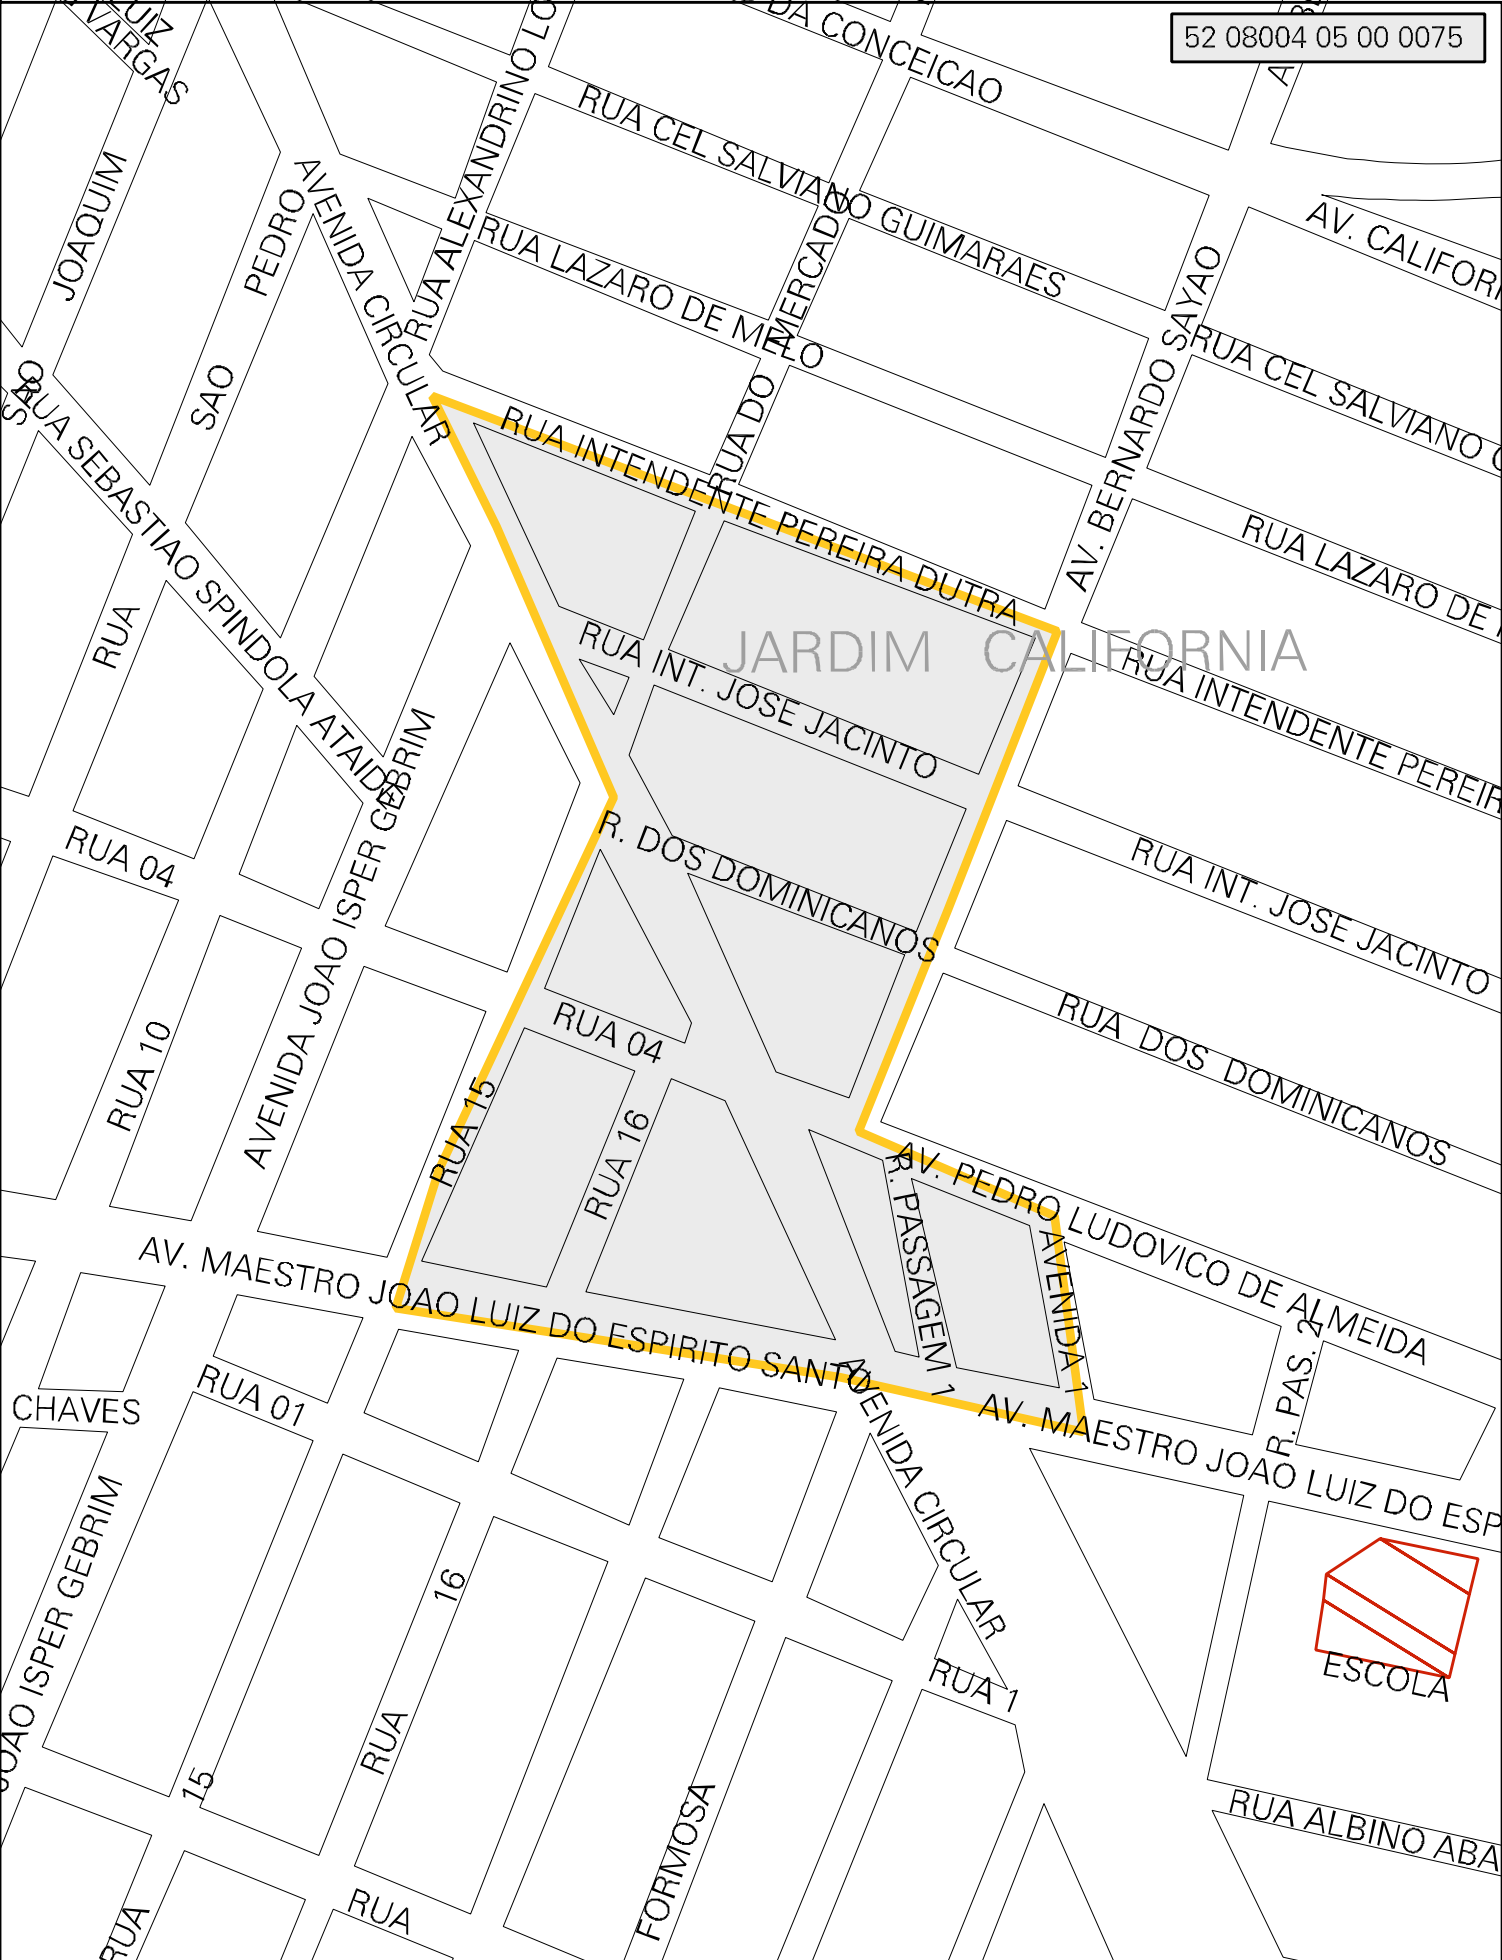 52 08004 05 00 0075
LUIZ
VARGAS
DA CONCEICAO
RUA ALEXANDRINO LO
RUA CEL SALVIANO GUIMARAES
JOAQUIM
PEDRO
AVENIDA CIRCULAR
AV. CALIFORN
RUA LAZARO DE MELO
RUA DO MERCADO
AV. BERNARDO SAYAO
RUA CEL SALVIANO G
SAO
SAO
RUA SEBASTIAO SPINDOLA ATAIDE
RUA INTENDENTE PEREIRA DUTRA
RUA LAZARO DE
RUA
JARDIM CALIFORNIA
RUA INT. JOSE JACINTO
RUA INTENDENTE PEREIR
AVENIDA JOAO ISPER GEBRIM
RUA 04
R. DOS DOMINICANOS
RUA INT. JOSE JACINTO
RUA 10
RUA 04
RUA DOS DOMINICANOS
RUA 15
RUA 16
AV. PEDRO LUDOVICO DE ALMEIDA
R. PASSAGEM 1
AVENIDA 1
AV. MAESTRO JOAO LUIZ DO ESPIRITO SANTO
R. PAS. 2
RUA 01
CHAVES
AVENIDA CIRCULAR
AV. MAESTRO JOAO LUIZ DO ESP
JOAO ISPER GEBRIM
16
ESCOLA
RUA 1
RUA
15
FORMOSA
RUA ALBINO ABA
RUA
RUA